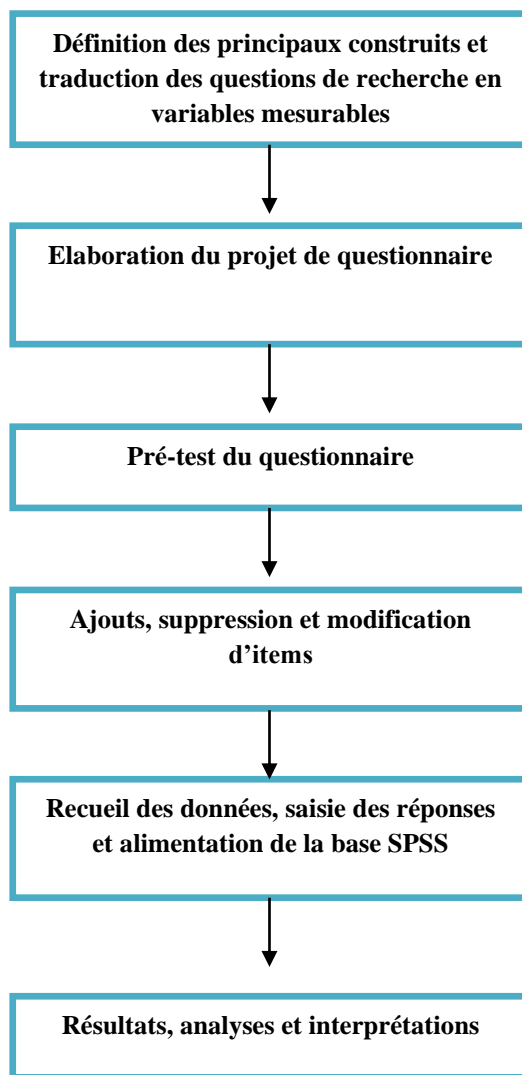 Définition des principaux construits et
traduction des questions de recherche en
variables mesurables
Elaboration du projet de questionnaire
Pré-test du questionnaire
Ajouts, suppression et modification
d’items
Recueil des données, saisie des réponses
et alimentation de la base SPSS
Résultats, analyses et interprétations